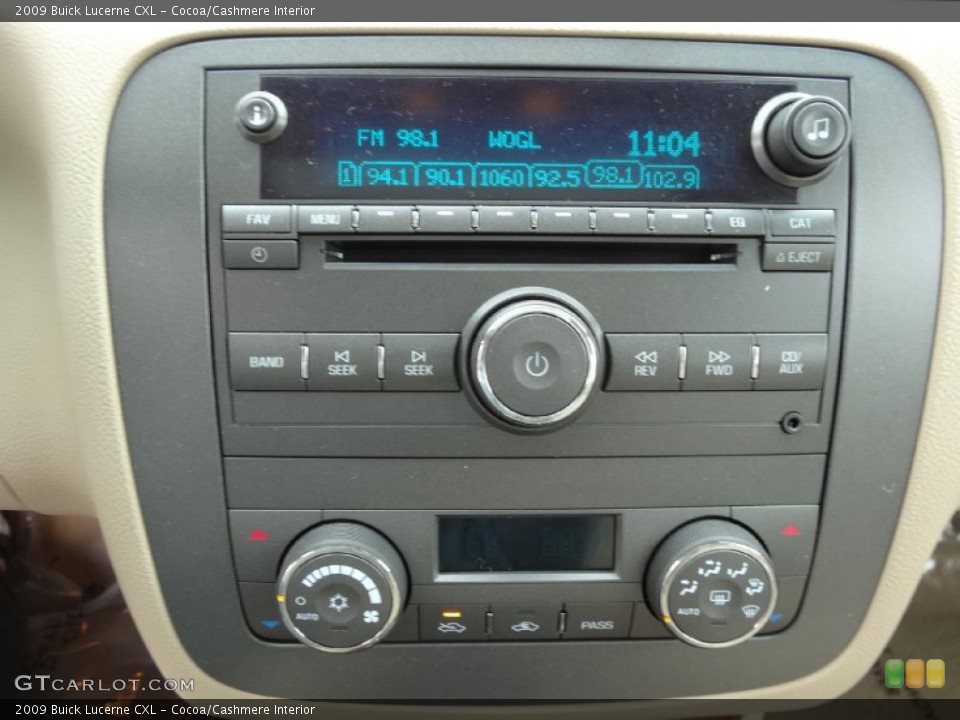 2009 Buick Lucerne CXL - Cocoa/Cashmere Interior
FM 98.1 WOGL 11:04
1 94.1 90.1 1060 92.5 98.1 102.9
FAV MENU EQ CAT
EJECT
BAND SEEK SEEK REV FWD CD/AUX
AUTO AUTO
PASS
GTCARLOT.COM
2009 Buick Lucerne CXL - Cocoa/Cashmere Interior